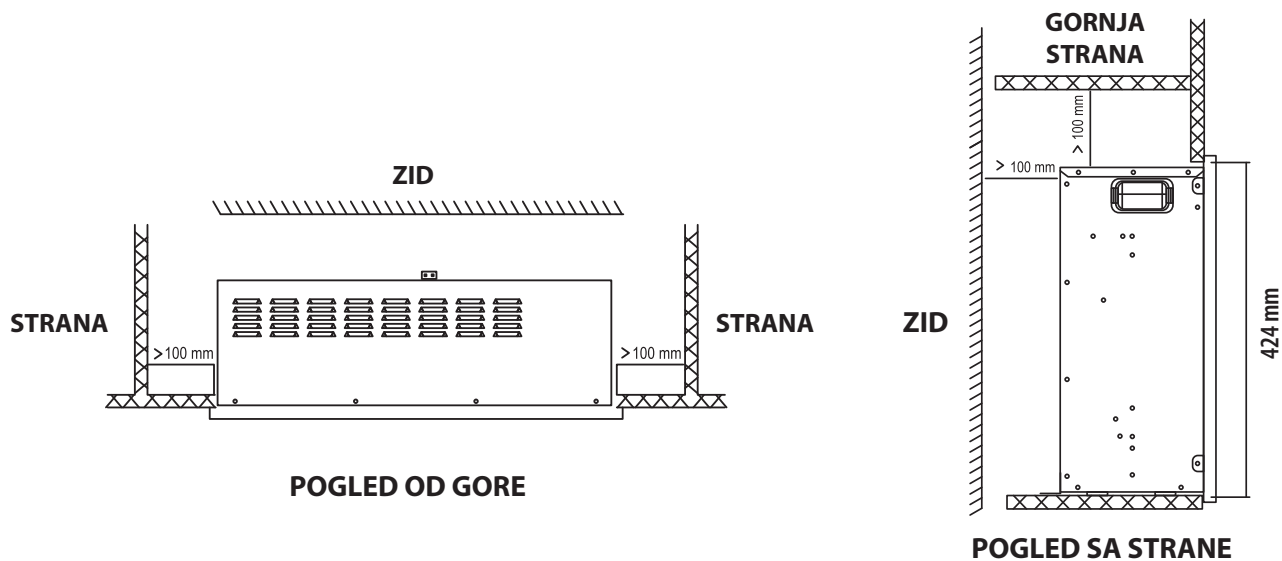 ZID
STRANA
STRANA
>100 mm
>100 mm
POGLED OD GORE
GORNJA
STRANA
> 100 mm
> 100 mm
ZID
424 mm
POGLED SA STRANE